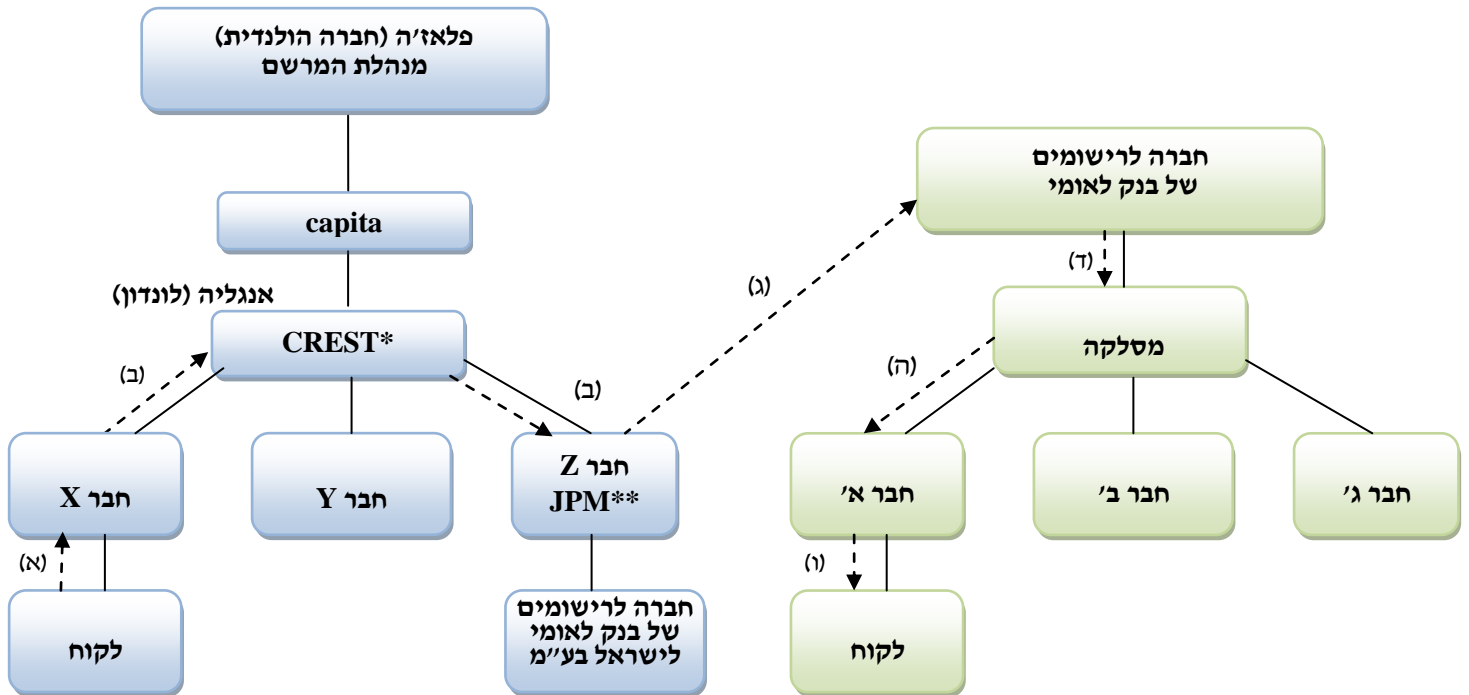 פלאז'ה (חברה הולנדית)
מנהלת המרשם
חברה לרישומים
של בנק לאומי
capita
(ג)
(ד)
אנגליה (לונדון)
CREST*
מסלקה
(ב)
(ב)
(ה)
חבר X
חבר Y
חבר Z
JPM**
חבר א'
חבר ב'
חבר ג'
(א)
(ו)
לקוח
חברה לרישומים
של בנק לאומי
לישראל בע"מ
לקוח